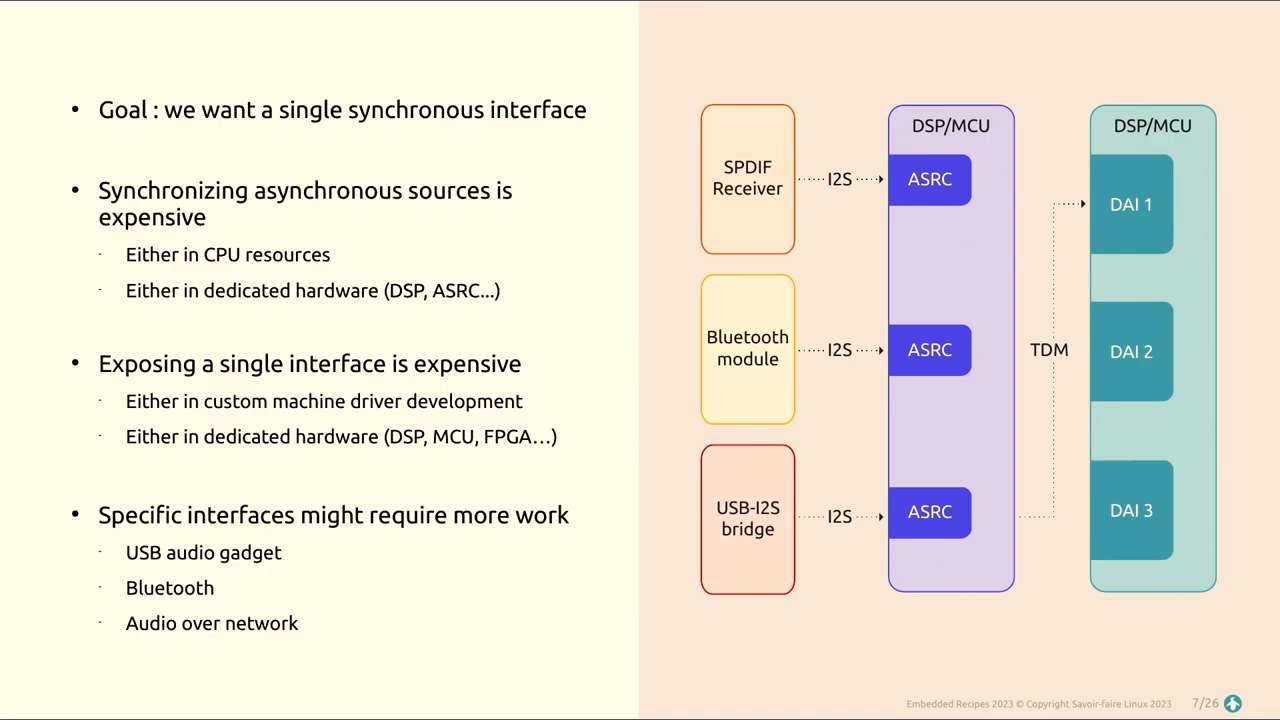 • Goal : we want a single synchronous interface
• Synchronizing asynchronous sources is
expensive
- Either in CPU resources
- Either in dedicated hardware (DSP, ASRC...)
• Exposing a single interface is expensive
- Either in custom machine driver development
- Either in dedicated hardware (DSP, MCU, FPGA…)
• Specific interfaces might require more work
- USB audio gadget
- Bluetooth
- Audio over network
SPDIF
Receiver
I2S
DSP/MCU
ASRC
Bluetooth
module
I2S
ASRC
USB-I2S
bridge
I2S
ASRC
TDM
DSP/MCU
DAI 1
DAI 2
DAI 3
Embedded Recipes 2023 © Copyright Savoir-faire Linux 2023
7/26